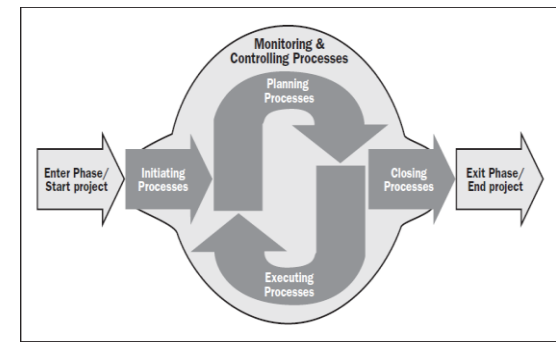 Monitoring &
Controlling Processes
Planning
Processes
Enter Phase/
Start project
Initiating
Processes
Closing
Processes
Exit Phase/
End project
Executing
Processes